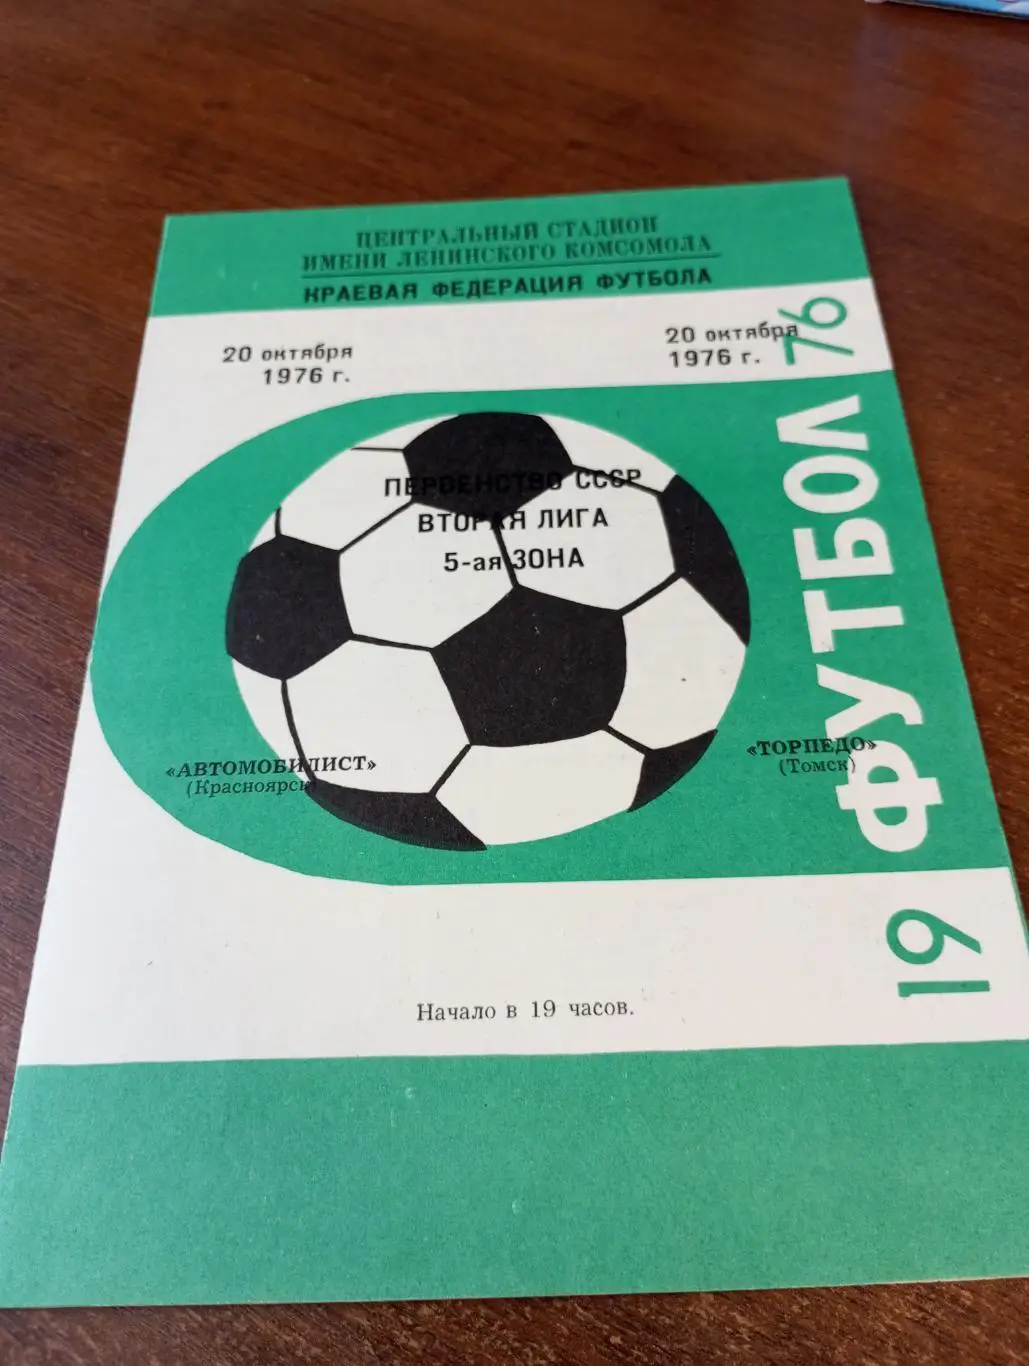 ЦЕНТРАЛЬНЫЙ СТАДИОН
ИМЕНИ ЛЕНИНСКОГО КОМСОМОЛА
КРАЕВАЯ ФЕДЕРАЦИЯ ФУТБОЛА
20 октября
1976 г.
20 октября
1976 г.
ПЕРВЕНСТВО СССР
ВТОРАЯ ЛИГА
5-ая ЗОНА
«АВТОМОБИЛИСТ»
(Красноярск)
«ТОРПЕДО»
(Томск)
Начало в 19 часов.
19 ФУТБОЛ 76